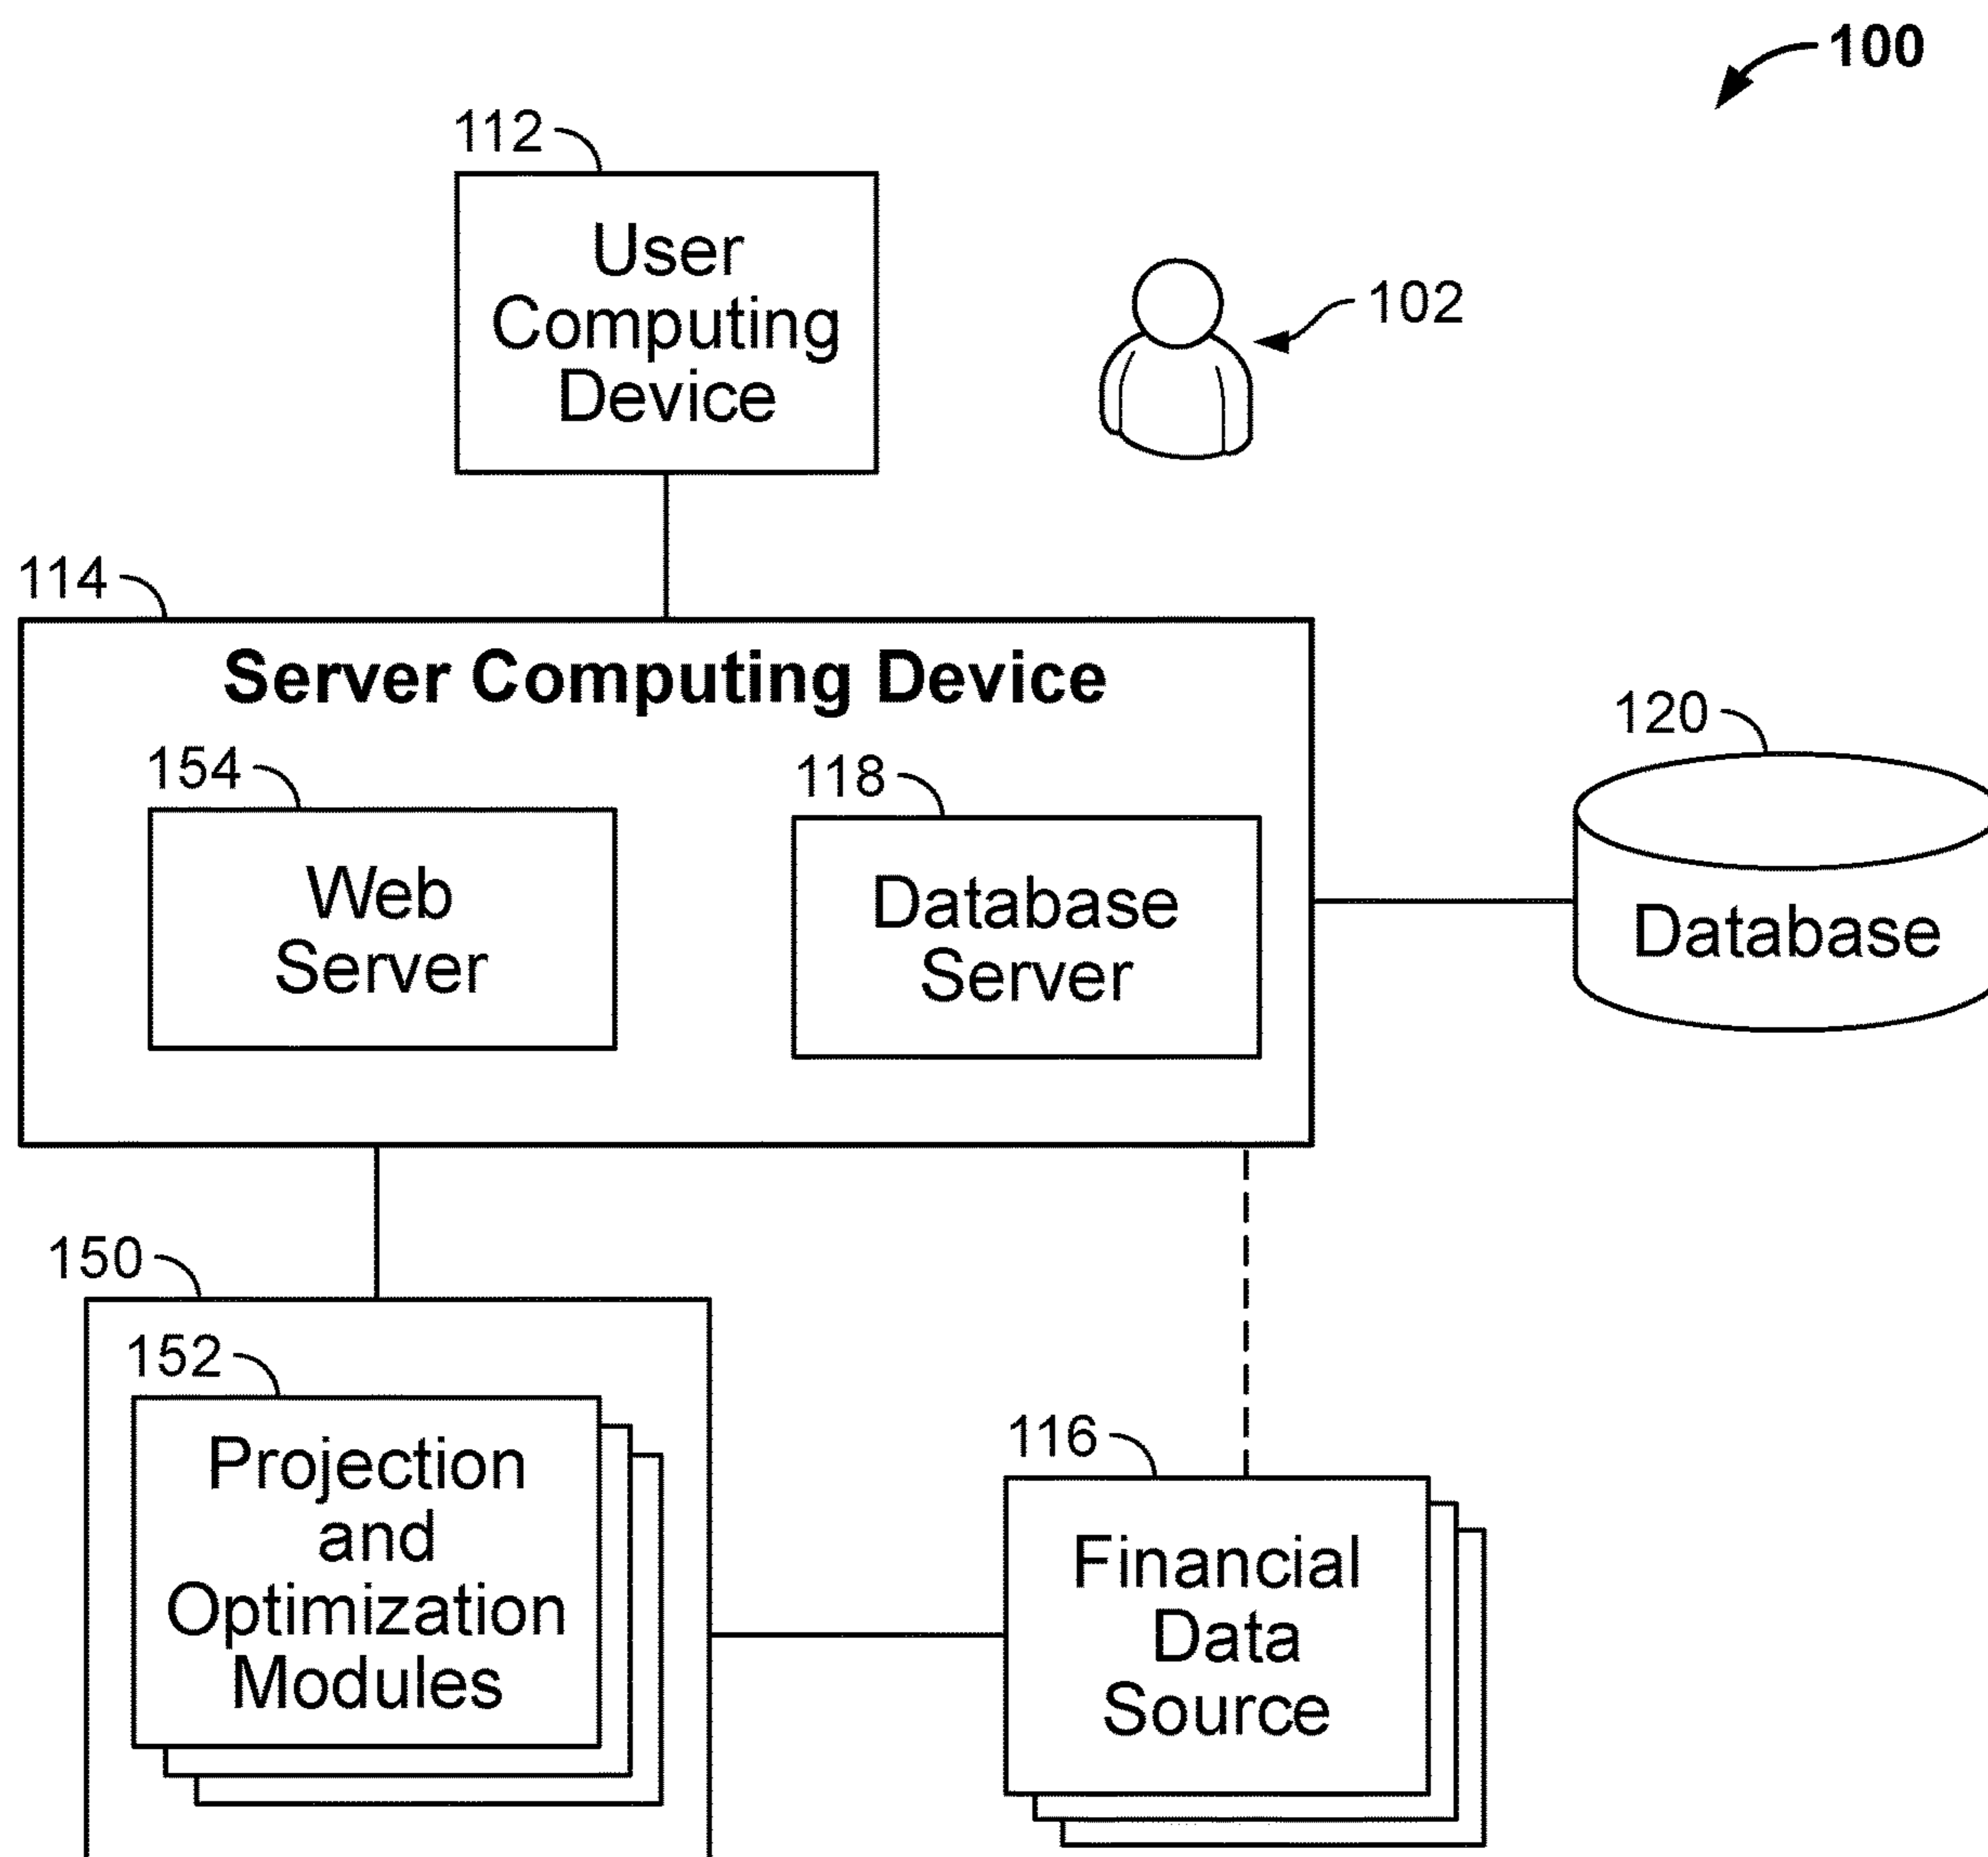 100
112
User
Computing
Device
102
114
Server Computing Device
154
Web
Server
118
Database
Server
120
Database
150
152
Projection
and
Optimization
Modules
116
Financial
Data
Source